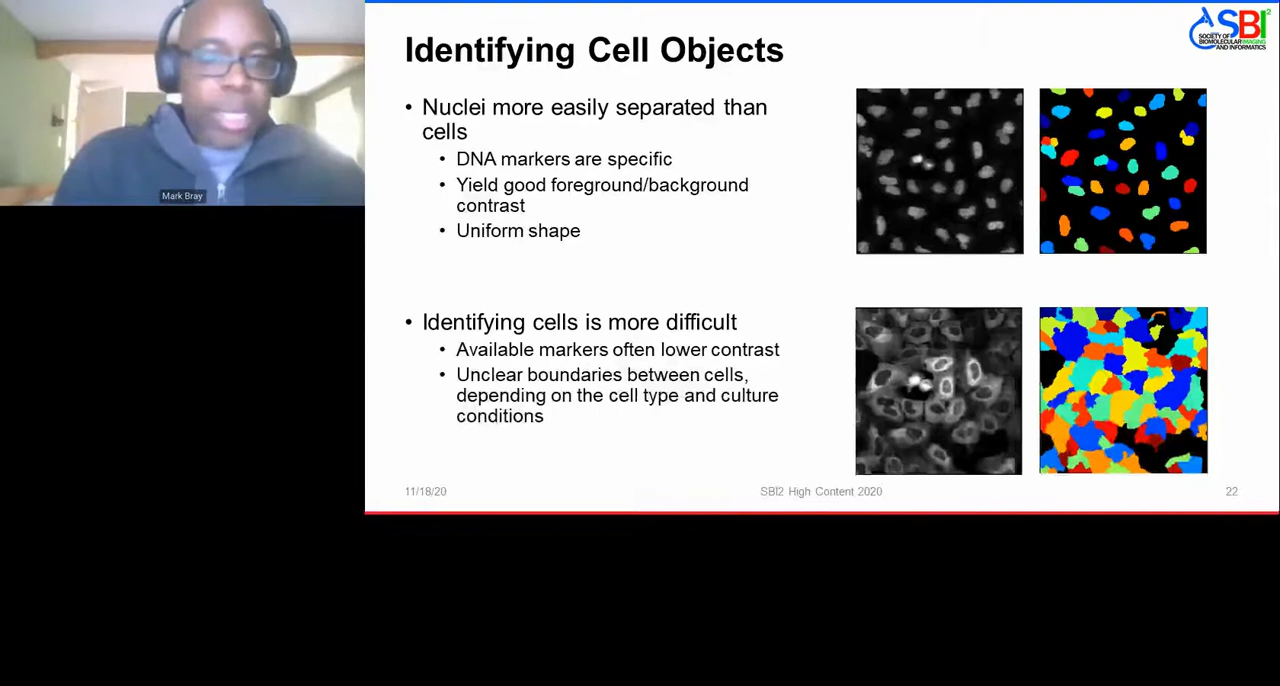 Mark Bray
SBI2
SOCIETY OF
BIOMOLECULAR IMAGING
AND INFORMATICS
Identifying Cell Objects
• Nuclei more easily separated than
cells
• DNA markers are specific
• Yield good foreground/background
contrast
• Uniform shape
• Identifying cells is more difficult
• Available markers often lower contrast
• Unclear boundaries between cells,
depending on the cell type and culture
conditions
11/18/20
SBI2 High Content 2020
22